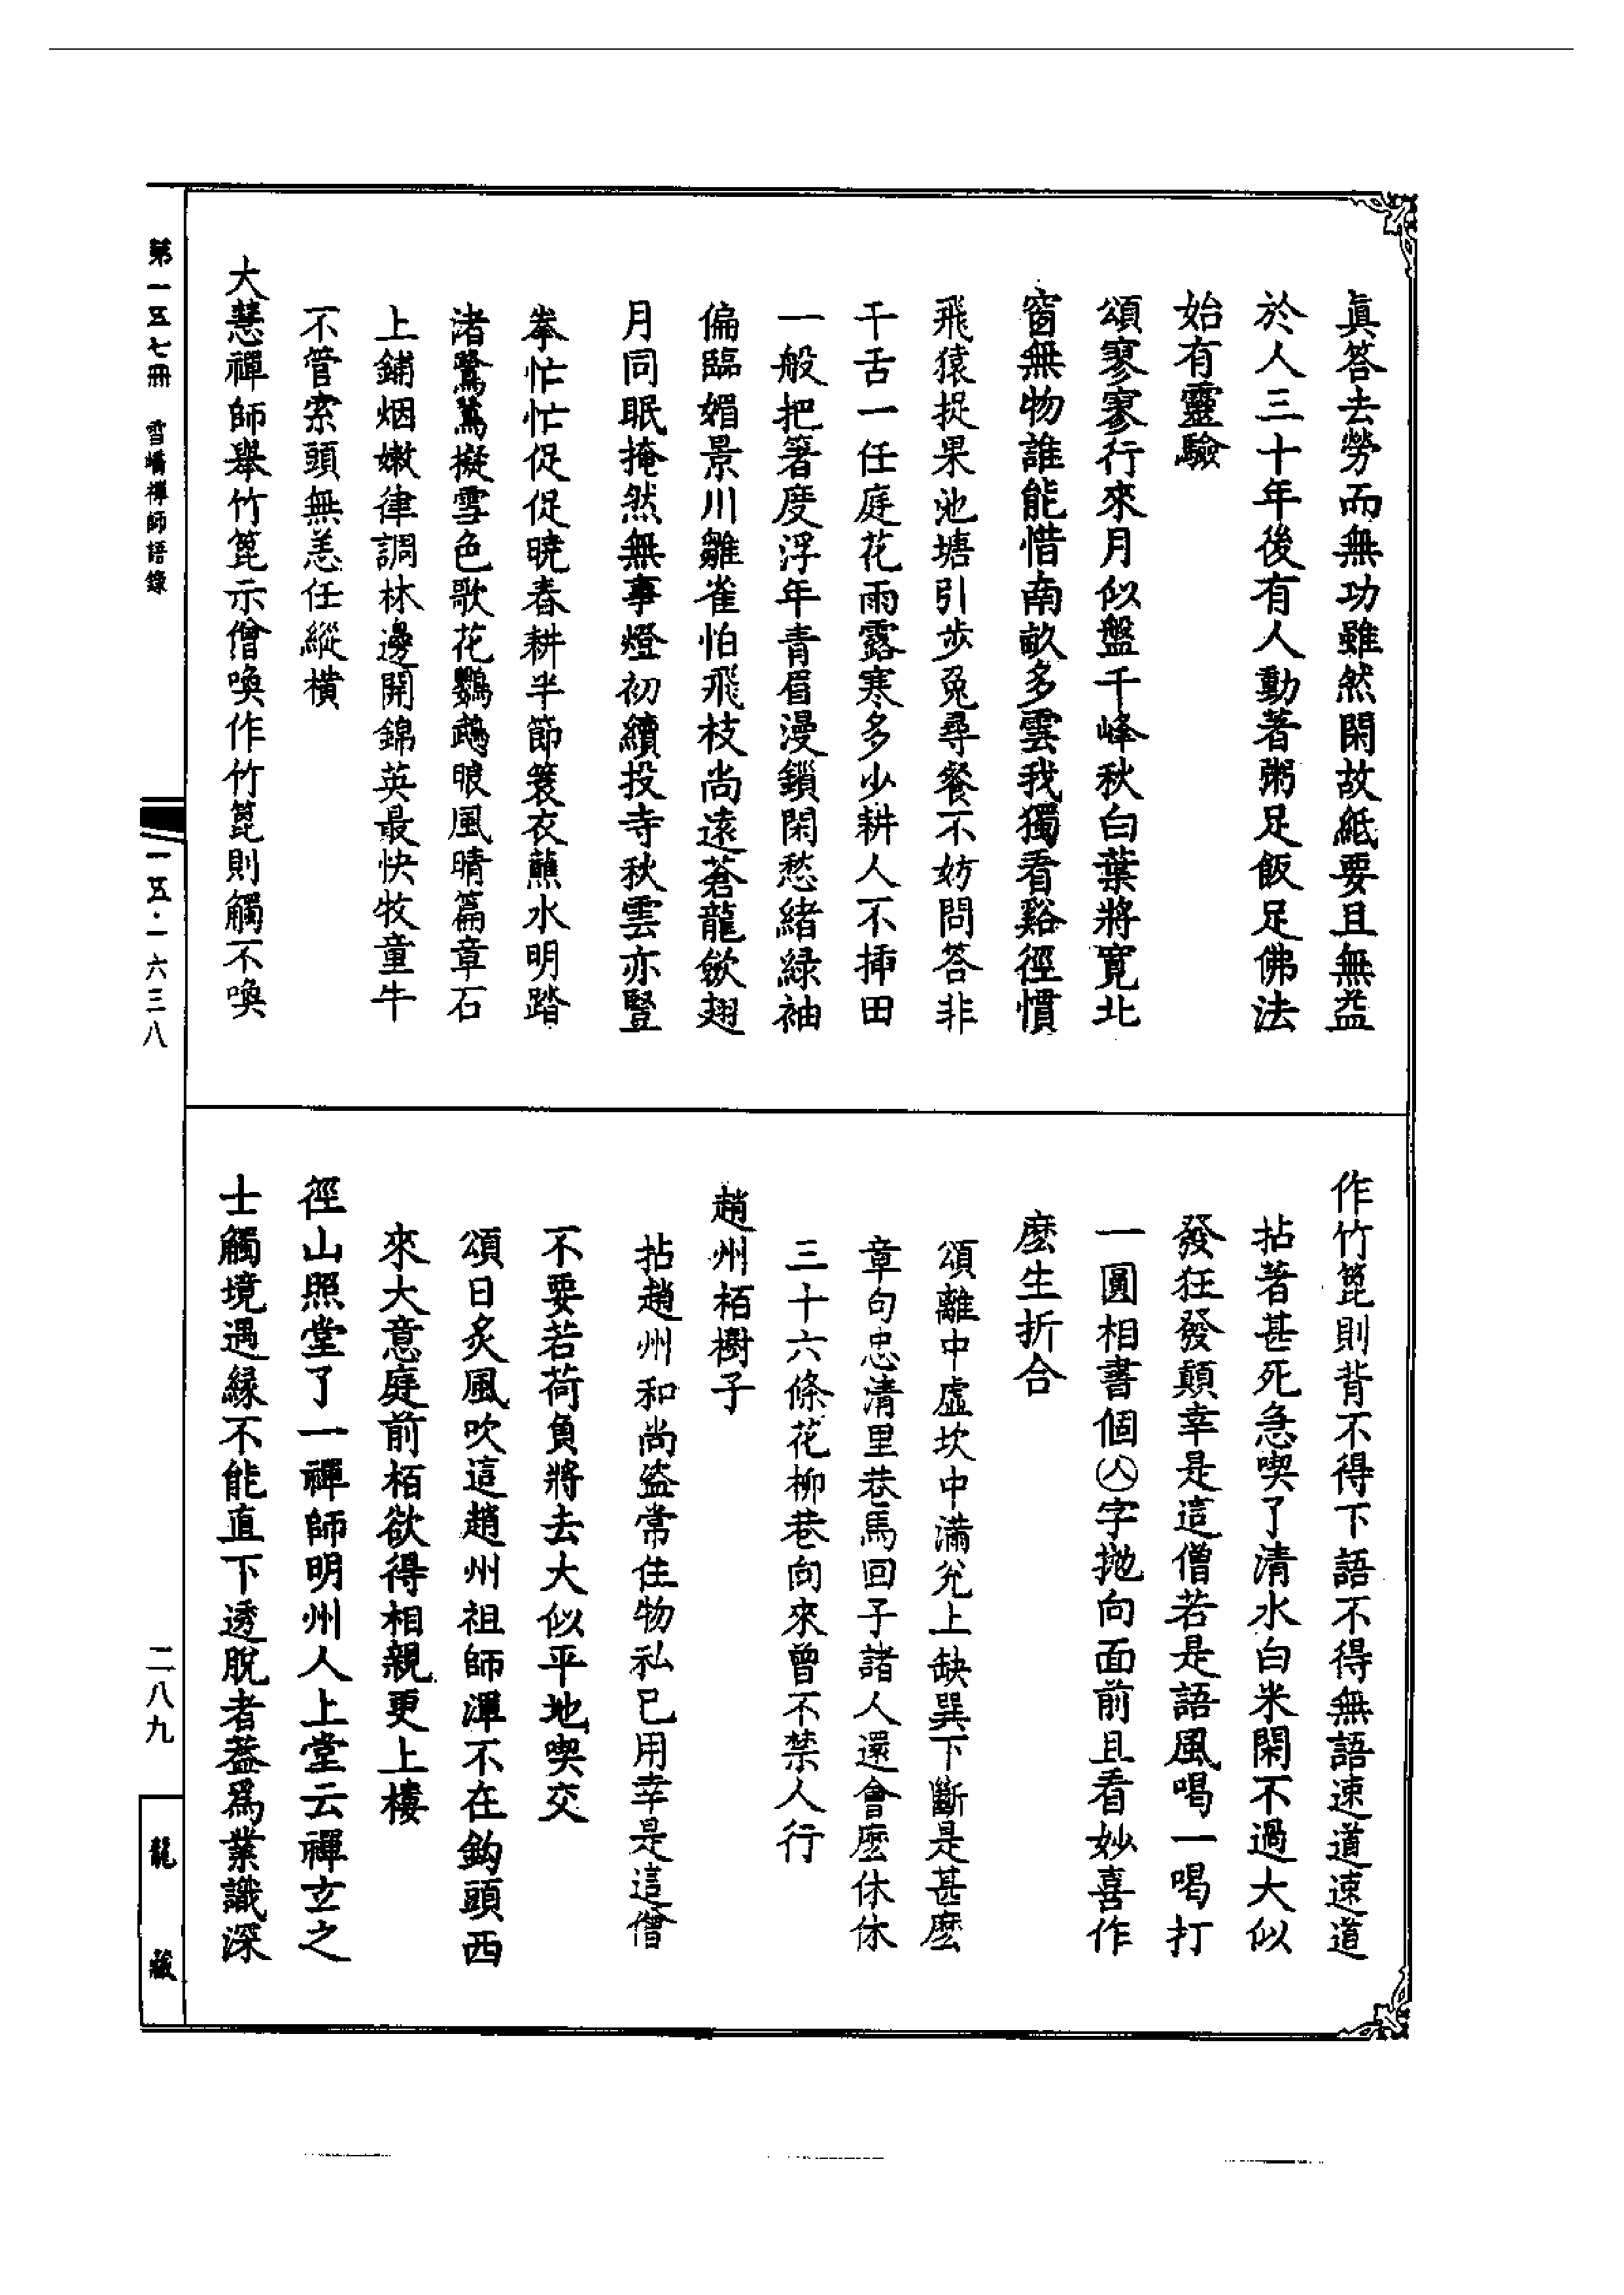 眞答去勞而無功雖然閑故紙要且無益
於人三十年後有人動著粥足飯足佛法
始有靈驗
頌寥寥行來月似盤千峰秋白葉將寬北
窗無物誰能惜南畝多雲我獨看谿徑慣
飛猿捉果池塘引步兔尋餐不妨問答非
干舌一任庭花雨露寒多少耕人不揷田
一般把箸度浮年青眉漫鎖閑愁緒緑袖
偏臨媚景川雛雀怕飛枝尚遠蒼龍歛翅
月同眠掩然無事燈初續投寺秋雲亦豎
拳忙忙促促曉春耕半節簑衣蘸水明踏
渚鷺鷥擬雪色歌花鸚鵡眼風晴篇章石
上鋪烟嫩律調林邊開錦英最快牧童牛
不管索頭無恙任縱橫
大慧禪師舉竹篦示僧喚作竹篦則觸不喚
作竹篦則背不得下語不得無語速道速道
拈著甚死急喫了清水白米閑不過大似
發狂發顛幸是這僧若是語風喝一喝打
一圓相書個㊅字拋向面前且看妙喜作
麼生折合
頌離中虛坎中滿兊上缺巽下斷是甚麼
章句忠清里巷馬回子諸人還會麼休休
三十六條花柳巷向來曾不禁人行
趙州栢樹子
拈趙州和尚盜常住物私已用幸是這僧
不要若荷負將去大似平地喫交
頌日炙風吹這趙州祖師渾不在鈎頭西
來大意庭前栢欲得相親更上樓
徑山照堂了一禪師明州人上堂云禪玄之
士觸境遇緣不能直下透脫者葢爲業識深
第一五七冊 雪嶠禪師語錄
一五·一六三八
二八九
龍藏